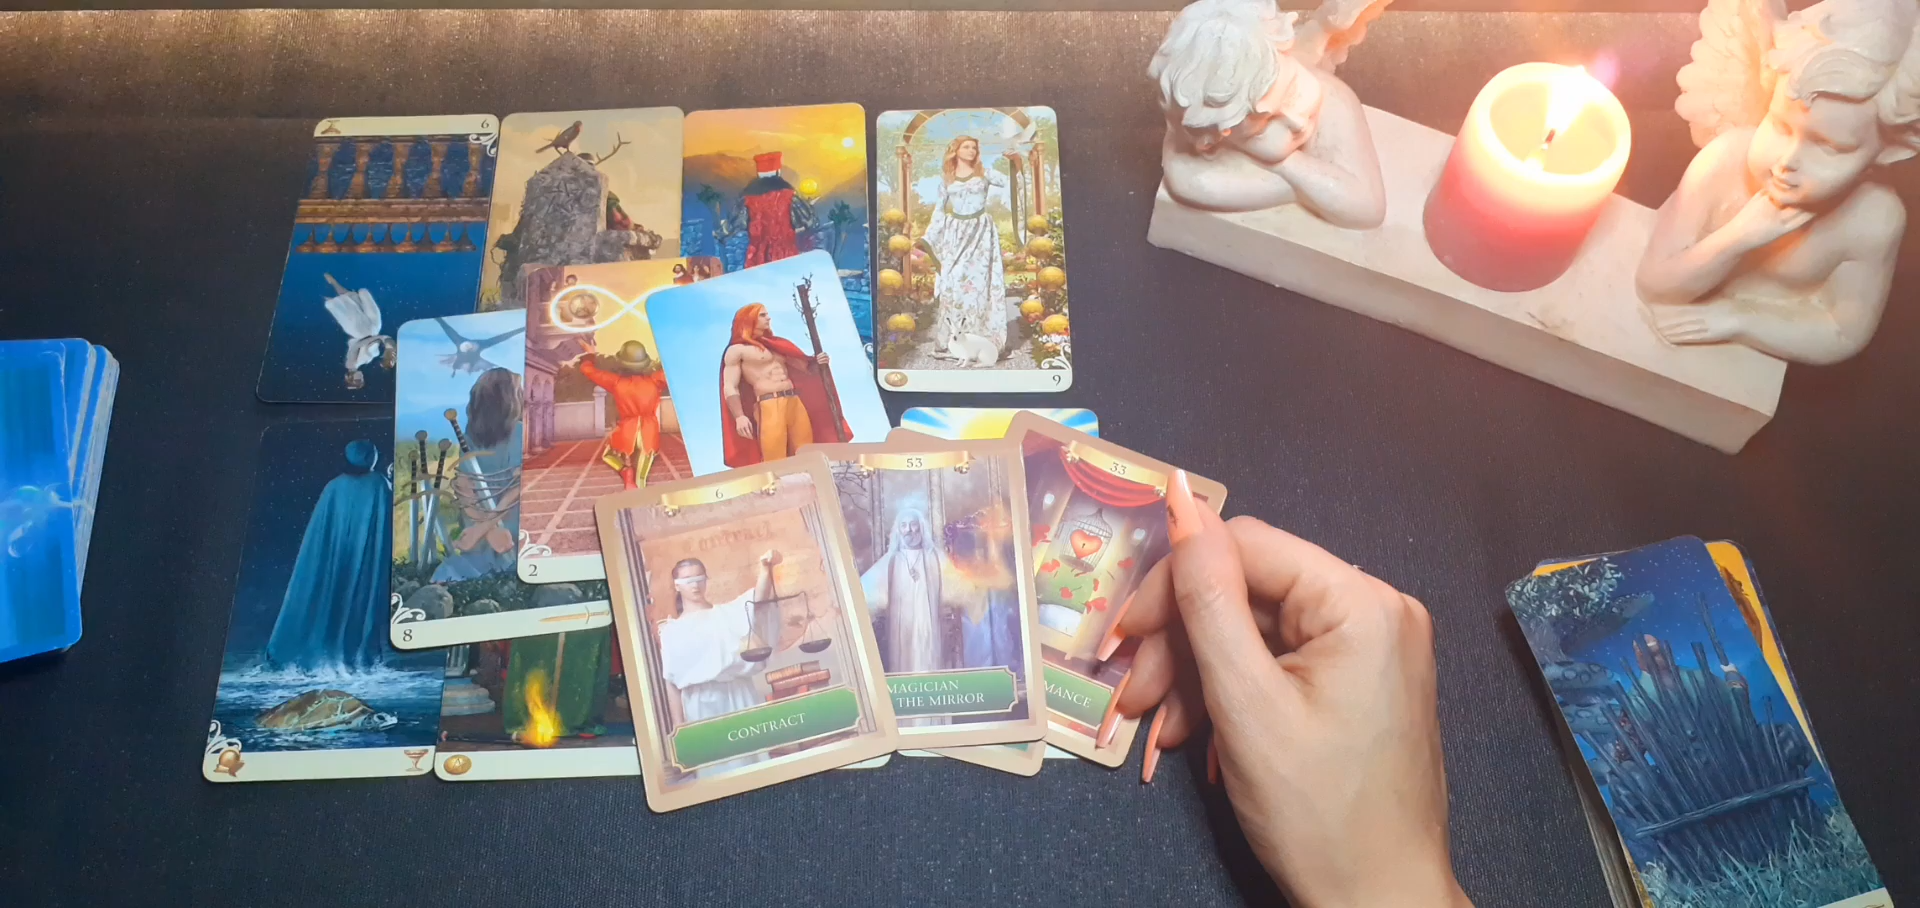 6
9
2
8
6
Contract
CONTRACT
53
MAGICIAN
THE MIRROR
33
MANCE